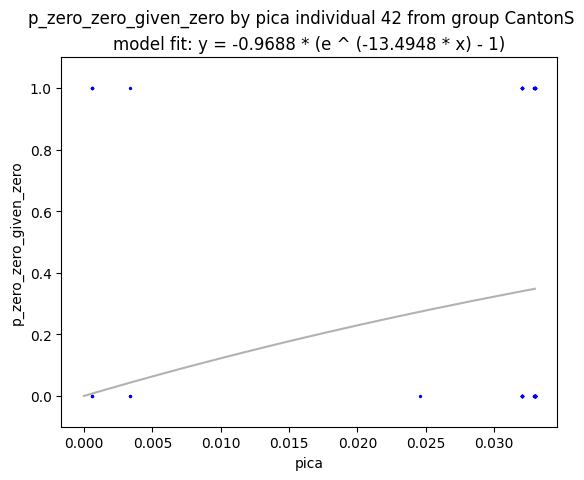 p_zero_zero_given_zero by pica individual 42 from group CantonS
model fit: y = -0.9688 * (e ^ (-13.4948 * x) - 1)
1.0
0.8
0.6
0.4
0.2
0.0
p_zero_zero_given_zero
0.000 0.005 0.010 0.015 0.020 0.025 0.030
pica